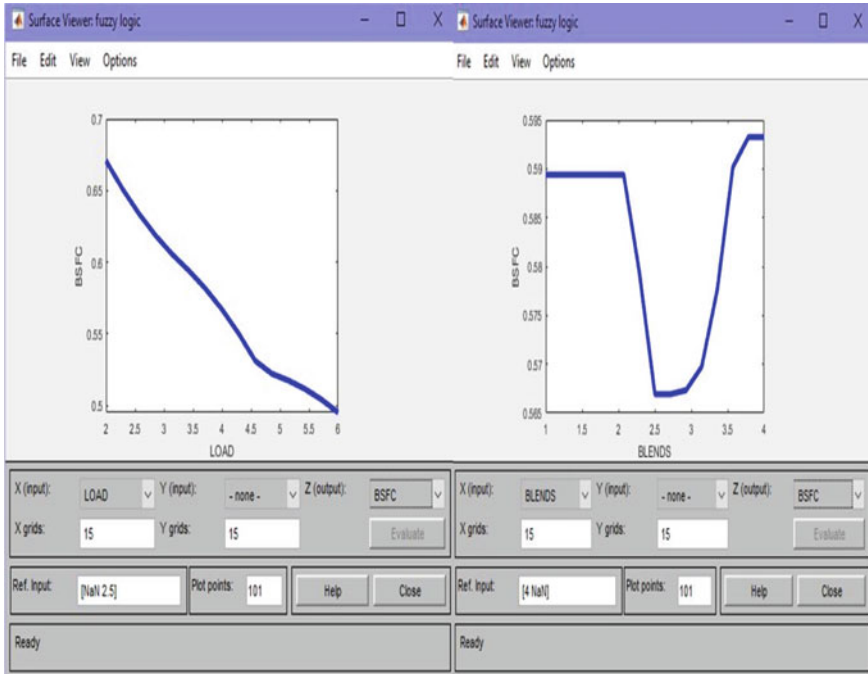 Surface Viewer: fuzzy logic
File Edit View Options
0.7
0.65
0.6
0.55
0.5
BSFC
2 2.5 3 3.5 4 4.5 5 5.5 6
LOAD
X (input): LOAD Y (input): - none - Z (output): BSFC
X grids: 15 Y grids: 15 Evaluate
Ref. Input: [NaN 2.5] Plot points: 101 Help Close
Ready
Surface Viewer: fuzzy logic
File Edit View Options
0.595
0.59
0.585
0.58
0.575
0.57
0.565
BSFC
1 1.5 2 2.5 3 3.5 4
BLENDS
X (input): BLENDS Y (input): - none - Z (output): BSFC
X grids: 15 Y grids: 15 Evaluate
Ref. Input: [4 NaN] Plot points: 101 Help Close
Ready